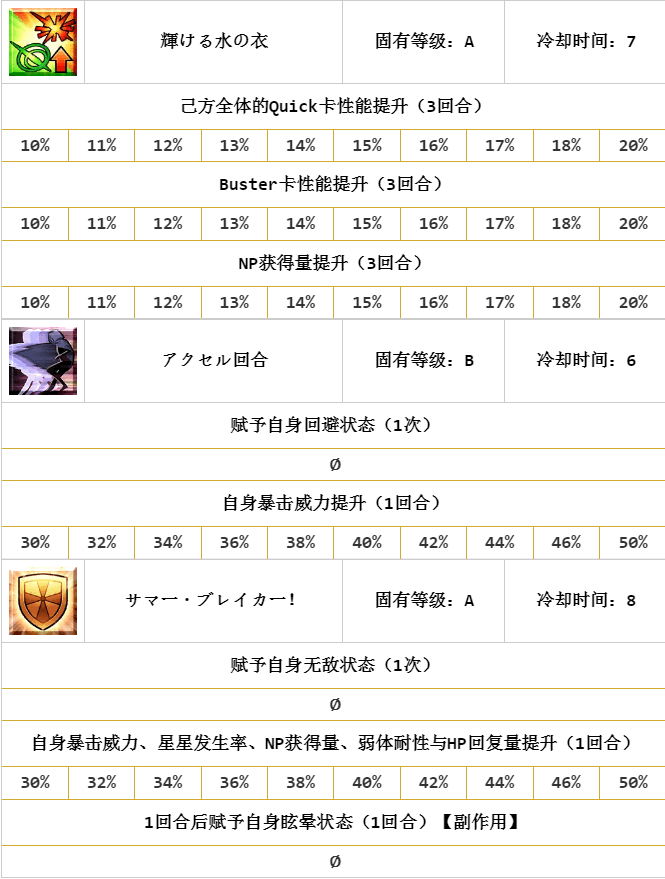 輝ける水の衣 固有等级：A 冷却时间：7
己方全体的Quick卡性能提升（3回合）
10% 11% 12% 13% 14% 15% 16% 17% 18% 20%
Buster卡性能提升（3回合）
10% 11% 12% 13% 14% 15% 16% 17% 18% 20%
NP获得量提升（3回合）
10% 11% 12% 13% 14% 15% 16% 17% 18% 20%
アクセル回合 固有等级：B 冷却时间：6
赋予自身回避状态（1次）
Ø
自身暴击威力提升（1回合）
30% 32% 34% 36% 38% 40% 42% 44% 46% 50%
サマー・ブレイカー! 固有等级：A 冷却时间：8
赋予自身无敌状态（1次）
Ø
自身暴击威力、星星发生率、NP获得量、弱体耐性与HP回复量提升（1回合）
30% 32% 34% 36% 38% 40% 42% 44% 46% 50%
1回合后赋予自身眩晕状态（1回合）【副作用】
Ø